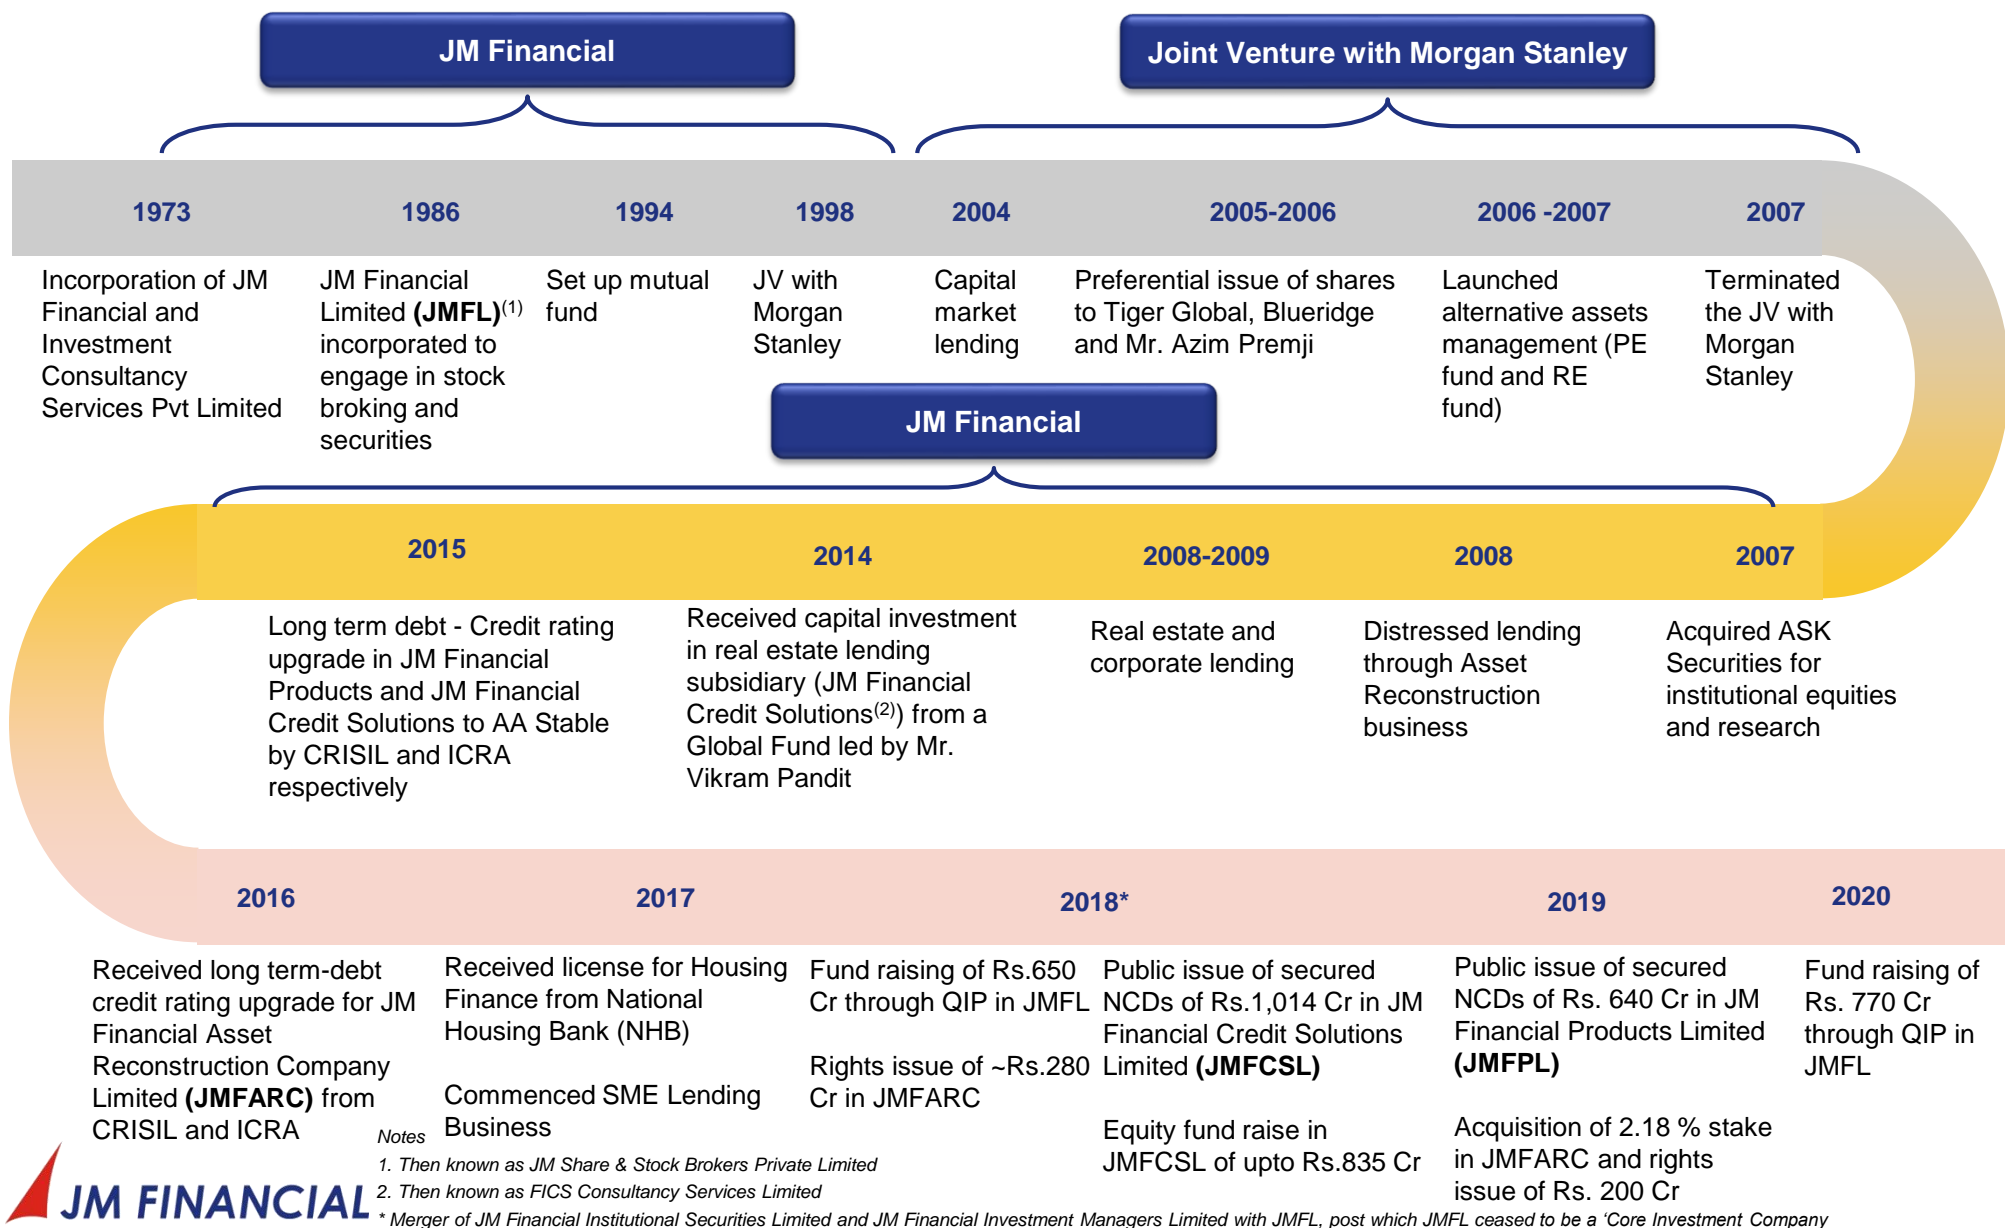 JM Financial
Joint Venture with Morgan Stanley
1973
1986
1994
1998
2004
2005-2006
2006 -2007
2007
Incorporation of JM
Financial and
Investment
Consultancy
Services Pvt Limited
JM Financial
Limited (JMFL)(1)
incorporated to
engage in stock
broking and
securities
Set up mutual
fund
JV with
Morgan
Stanley
Capital
market
lending
Preferential issue of shares
to Tiger Global, Blueridge
and Mr. Azim Premji
Launched
alternative assets
management (PE
fund and RE
fund)
Terminated
the JV with
Morgan
Stanley
JM Financial
2015
2014
2008-2009
2008
2007
Long term debt - Credit rating
upgrade in JM Financial
Products and JM Financial
Credit Solutions to AA Stable
by CRISIL and ICRA
respectively
Received capital investment
in real estate lending
subsidiary (JM Financial
Credit Solutions(2)) from a
Global Fund led by Mr.
Vikram Pandit
Real estate and
corporate lending
Distressed lending
through Asset
Reconstruction
business
Acquired ASK
Securities for
institutional equities
and research
2016
2017
2018*
2019
2020
Received long term-debt
credit rating upgrade for JM
Financial Asset
Reconstruction Company
Limited (JMFARC) from
CRISIL and ICRA
Received license for Housing
Finance from National
Housing Bank (NHB)
Commenced SME Lending
Business
Fund raising of Rs.650
Cr through QIP in JMFL
Rights issue of ~Rs.280
Cr in JMFARC
Public issue of secured
NCDs of Rs.1,014 Cr in JM
Financial Credit Solutions
Limited (JMFCSL)
Equity fund raise in
JMFCSL of upto Rs.835 Cr
Public issue of secured
NCDs of Rs. 640 Cr in JM
Financial Products Limited
(JMFPL)
Acquisition of 2.18 % stake
in JMFARC and rights
issue of Rs. 200 Cr
Fund raising of
Rs. 770 Cr
through QIP in
JMFL
JM FINANCIAL
Notes
1. Then known as JM Share & Stock Brokers Private Limited
2. Then known as FICS Consultancy Services Limited
* Merger of JM Financial Institutional Securities Limited and JM Financial Investment Managers Limited with JMFL, post which JMFL ceased to be a ‘Core Investment Company